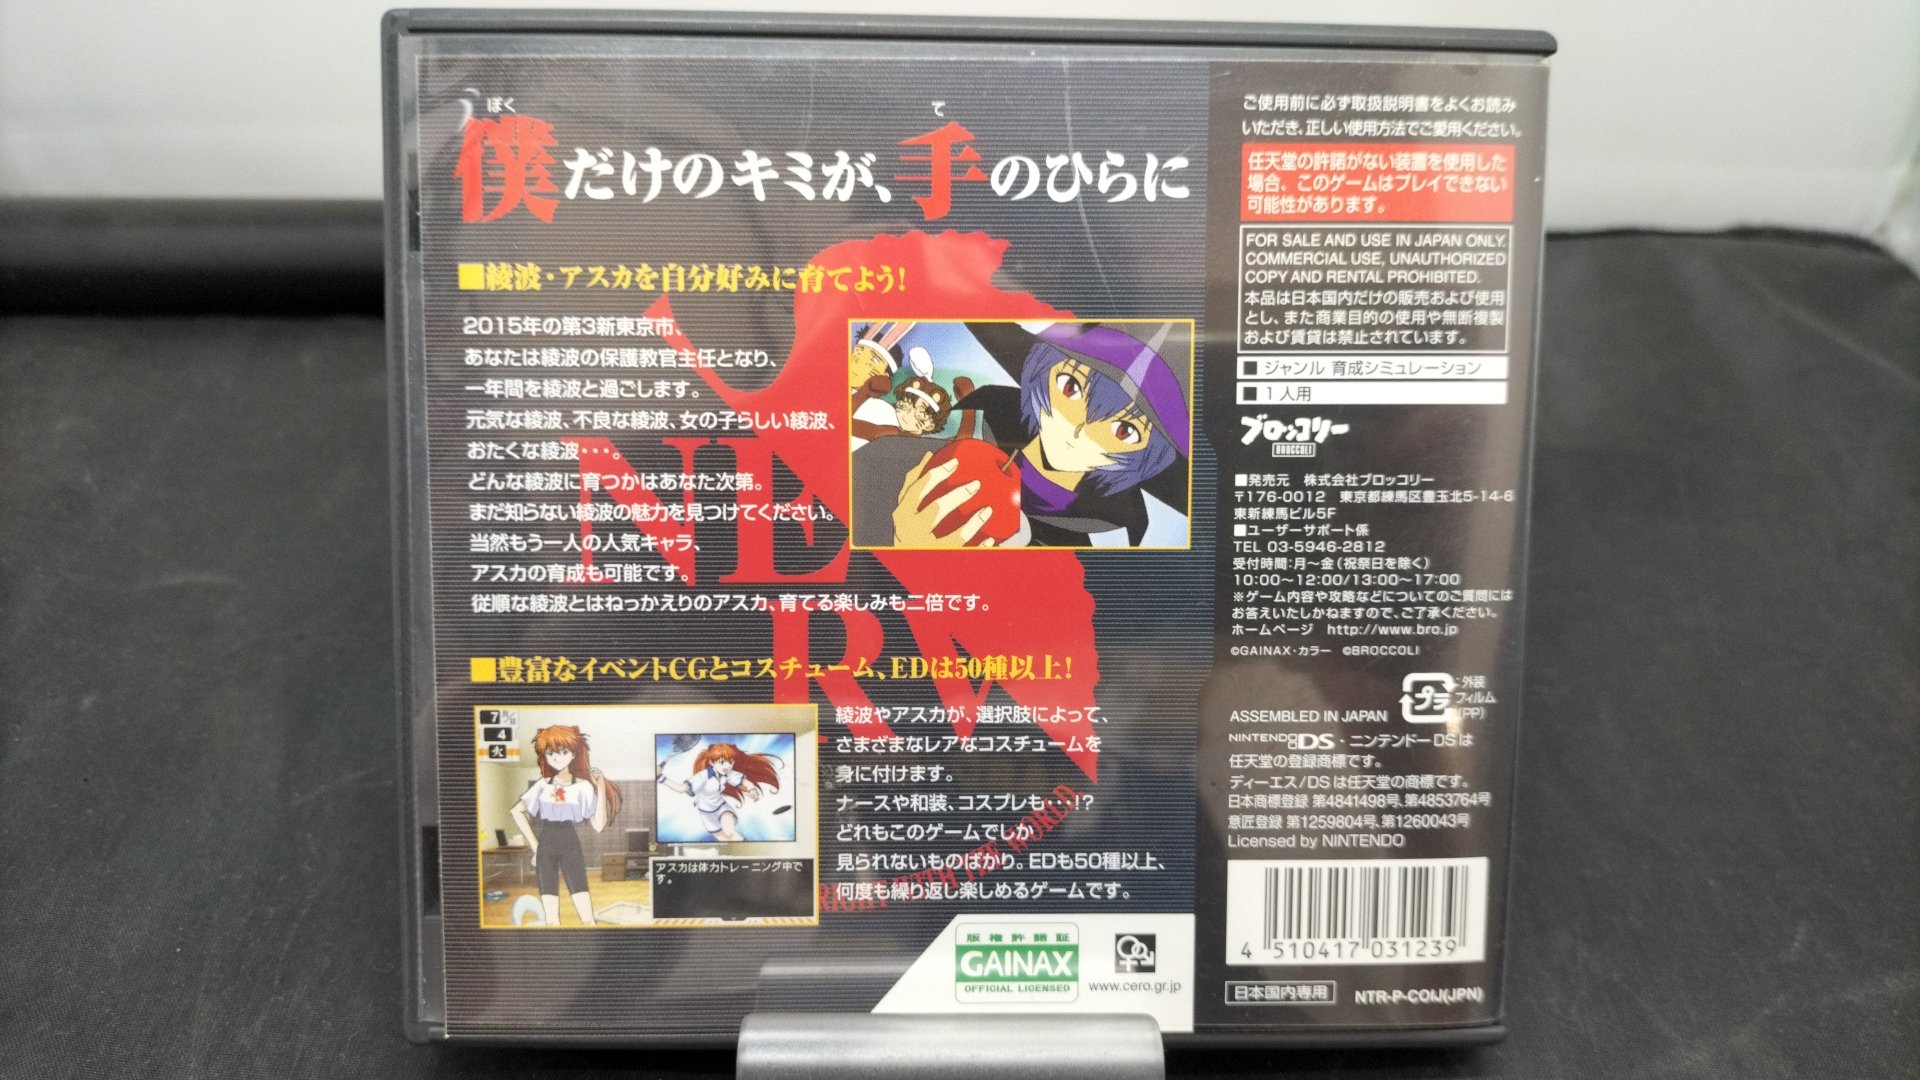 ぼく て
僕だけのキミが、手のひらに
■綾波・アスカを自分好みに育てよう!
2015年の第3新東京市、
あなたは綾波の保護教官主任となり、
一年間を綾波と過ごします。
元気な綾波、不良な綾波、女の子らしい綾波、
おたくな綾波・・・。
どんな綾波に育つかはあなた次第。
まだ知らない綾波の魅力を見つけてください。
当然もう一人の人気キャラ、
アスカの育成も可能です。
従順な綾波とはねっかえりのアスカ、育てる楽しみも二倍です。
NE
R
■豊富なイベントCGとコスチューム、EDは50種以上!
7月/日
4
火
アスカは体力トレーニング中で
す。
綾波やアスカが、選択肢によって、
さまざまなレアなコスチュームを
身に付けます。
ナースや和装、コスプレも・・・!?
どれもこのゲームでしか
見られないものばかり。EDも50種以上、
何度も繰り返し楽しめるゲームです。
WORLD.
版権許諾証
GAINAX
OFFICIAL LICENSED
www.cero.gr.jp
ご使用前に必ず取扱説明書をよくお読み
いただき、正しい使用方法でご愛用ください。
任天堂の許諾がない装置を使用した
場合、このゲームはプレイできない
可能性があります。
FOR SALE AND USE IN JAPAN ONLY.
COMMERCIAL USE, UNAUTHORIZED
COPY AND RENTAL PROHIBITED.
本品は日本国内だけの販売および使用
とし、また商業目的の使用や無断複製
および賃貸は禁止されています。
■ ジャンル 育成シミュレーション
■ 1人用
ブロッコリー
BROCCOLI
■発売元 株式会社ブロッコリー
〒176-0012 東京都練馬区豊玉北5-14-6
東新練馬ビル5F
■ユーザーサポート係
TEL 03-5946-2812
受付時間:月〜金(祝祭日を除く)
10:00〜12:00/13:00〜17:00
※ゲーム内容や攻略などについてのご質問には
お答えいたしかねますので、ご了承ください。
ホームページ http://www.bro.jp
©GAINAX・カラー ©BROCCOLI
プラ
:外装
フィルム
(PP)
ASSEMBLED IN JAPAN
NINTENDO DS・ニンテンドーDSは
任天堂の登録商標です。
ディーエス/DSは任天堂の商標です。
日本商標登録 第4841498号、第4853764号
意匠登録 第1259804号、第1260043号
Licensed by NINTENDO
4 510417 031239
日本国内専用
NTR-P-COIJ(JPN)